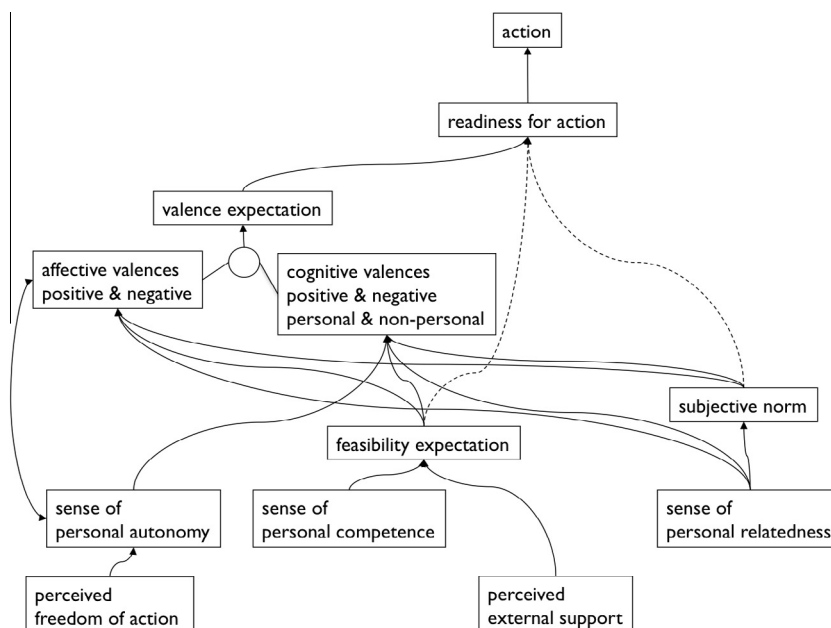 action
readiness for action
valence expectation
affective valences
positive & negative
cognitive valences
positive & negative
personal & non-personal
subjective norm
feasibility expectation
sense of
personal autonomy
sense of
personal competence
sense of
personal relatedness
perceived
freedom of action
perceived
external support